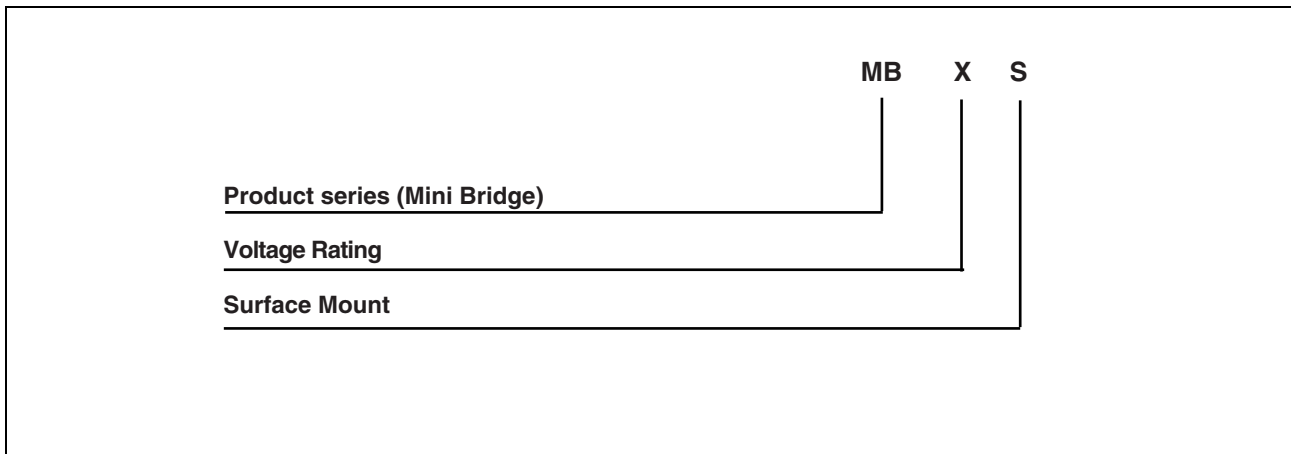 MB X S
Product series (Mini Bridge)
Voltage Rating
Surface Mount